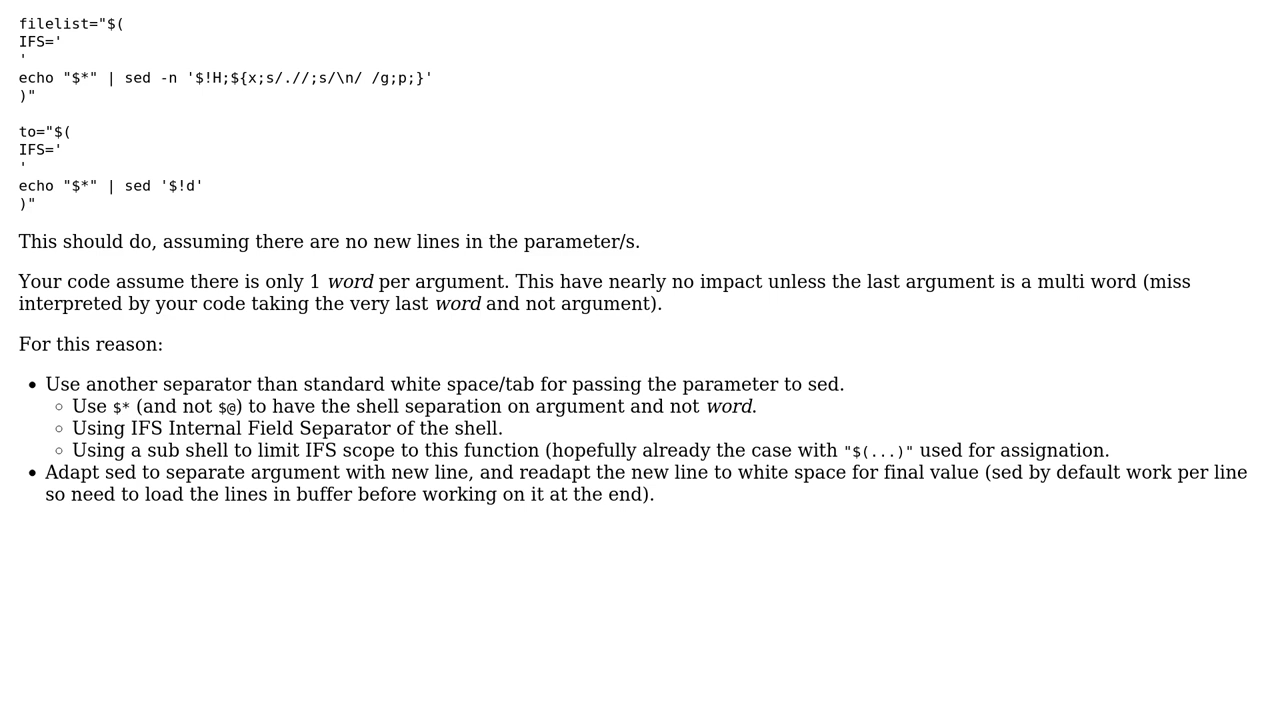 filelist="$(
IFS='
'
echo "$*" | sed -n '$!H;${x;s/.//;s/\n/ /g;p;}'
)"
to="$(
IFS='
'
echo "$*" | sed '$!d'
)"
This should do, assuming there are no new lines in the parameter/s.
Your code assume there is only 1 word per argument. This have nearly no impact unless the last argument is a multi word (miss
interpreted by your code taking the very last word and not argument).
For this reason:
• Use another separator than standard white space/tab for passing the parameter to sed.
◦ Use $* (and not $@) to have the shell separation on argument and not word.
◦ Using IFS Internal Field Separator of the shell.
◦ Using a sub shell to limit IFS scope to this function (hopefully already the case with "$(...)" used for assignation.
• Adapt sed to separate argument with new line, and readapt the new line to white space for final value (sed by default work per line
so need to load the lines in buffer before working on it at the end).